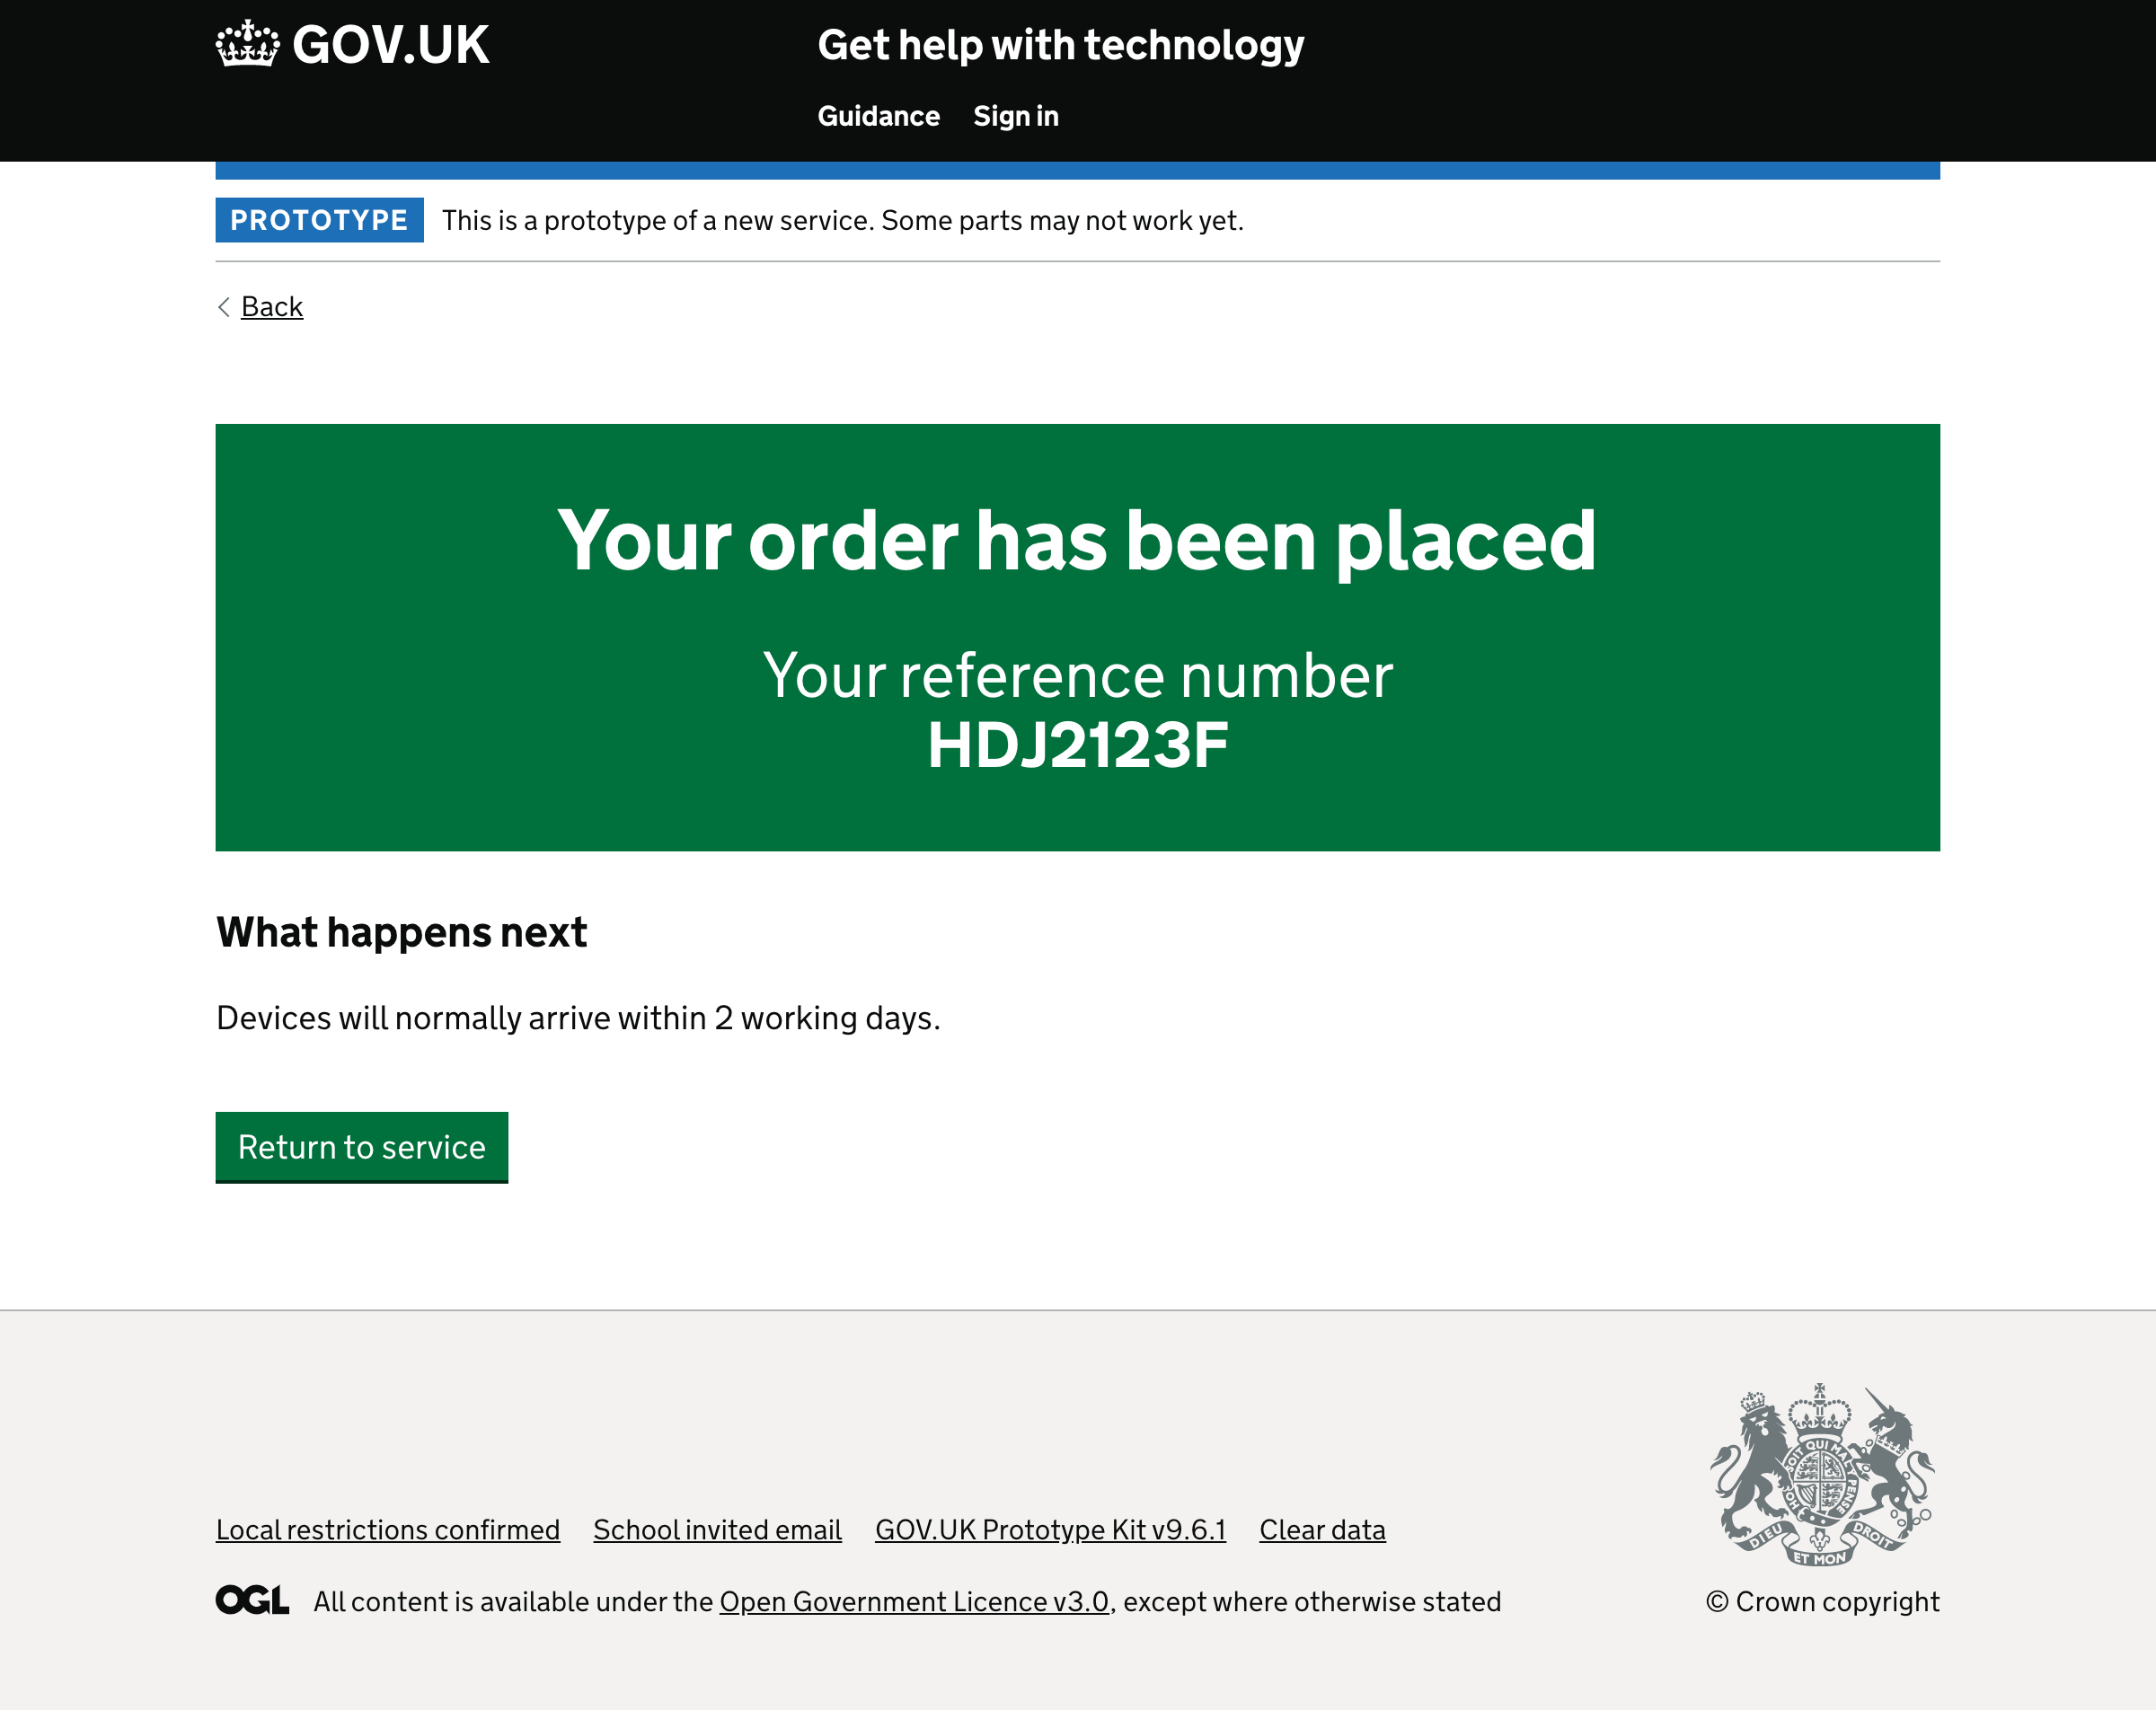 GOV.UK
Get help with technology
Guidance Sign in
PROTOTYPE This is a prototype of a new service. Some parts may not work yet.
Back
Your order has been placed
Your reference number
HDJ2123F
What happens next
Devices will normally arrive within 2 working days.
Return to service
Local restrictions confirmed School invited email GOV.UK Prototype Kit v9.6.1 Clear data
DIEU ET MON DROIT
OGL All content is available under the Open Government Licence v3.0, except where otherwise stated
© Crown copyright